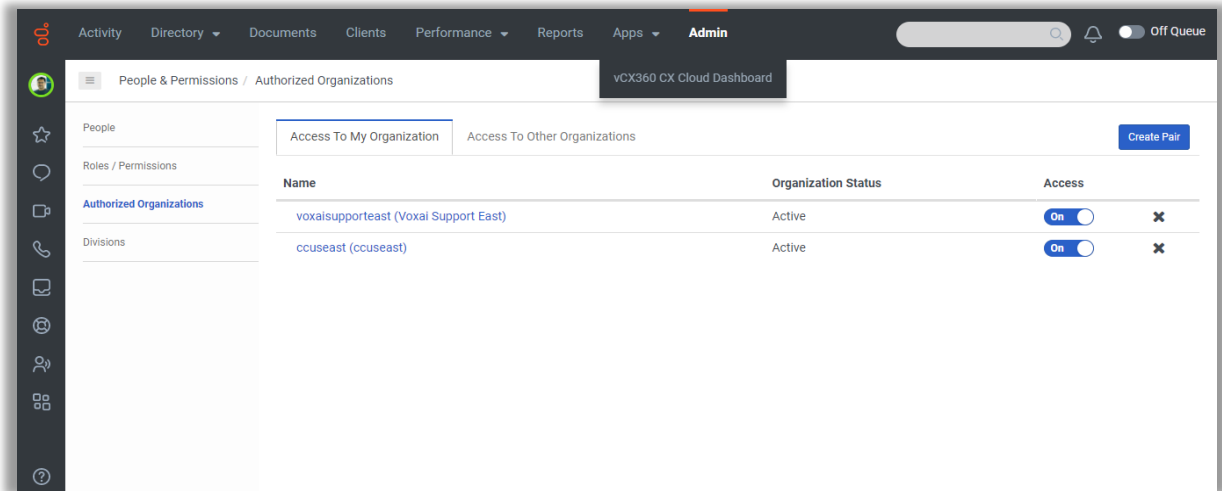 Activity Directory Documents Clients Performance Reports Apps Admin Off Queue
People & Permissions / Authorized Organizations
vCX360 CX Cloud Dashboard
People
Roles / Permissions
Authorized Organizations
Divisions
Access To My Organization Access To Other Organizations Create Pair
Name Organization Status Access
voxaisupporteast (Voxai Support East) Active On
ccuseast (ccuseast) Active On